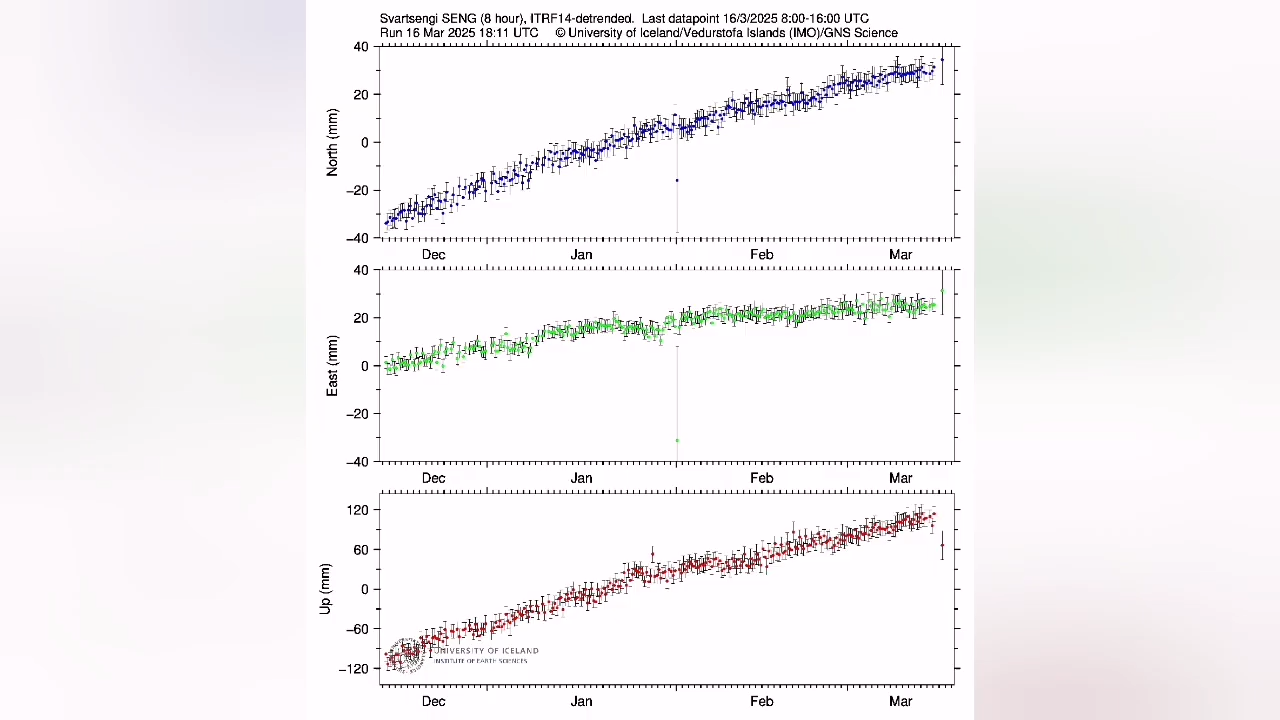 Svartsengi SENG (8 hour), ITRF14-detrended. Last datapoint 16/3/2025 8:00-16:00 UTC
Run 16 Mar 2025 18:11 UTC © University of Iceland/Vedurstofa Islands (IMO)/GNS Science
40
20
0
−20
−40
North (mm)
Dec Jan Feb Mar
40
20
0
−20
−40
East (mm)
Dec Jan Feb Mar
120
60
0
−60
−120
Up (mm)
UNIVERSITY OF ICELAND
INSTITUTE OF EARTH SCIENCES
Dec Jan Feb Mar